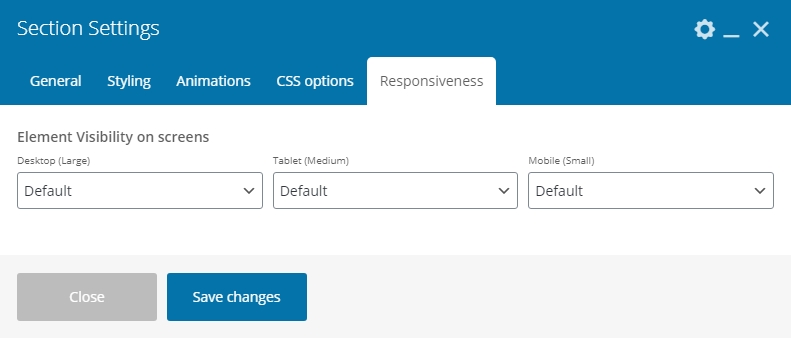 Section Settings
General Styling Animations CSS options Responsiveness
Element Visibility on screens
Desktop (Large) Tablet (Medium) Mobile (Small)
Default Default Default
Close Save changes